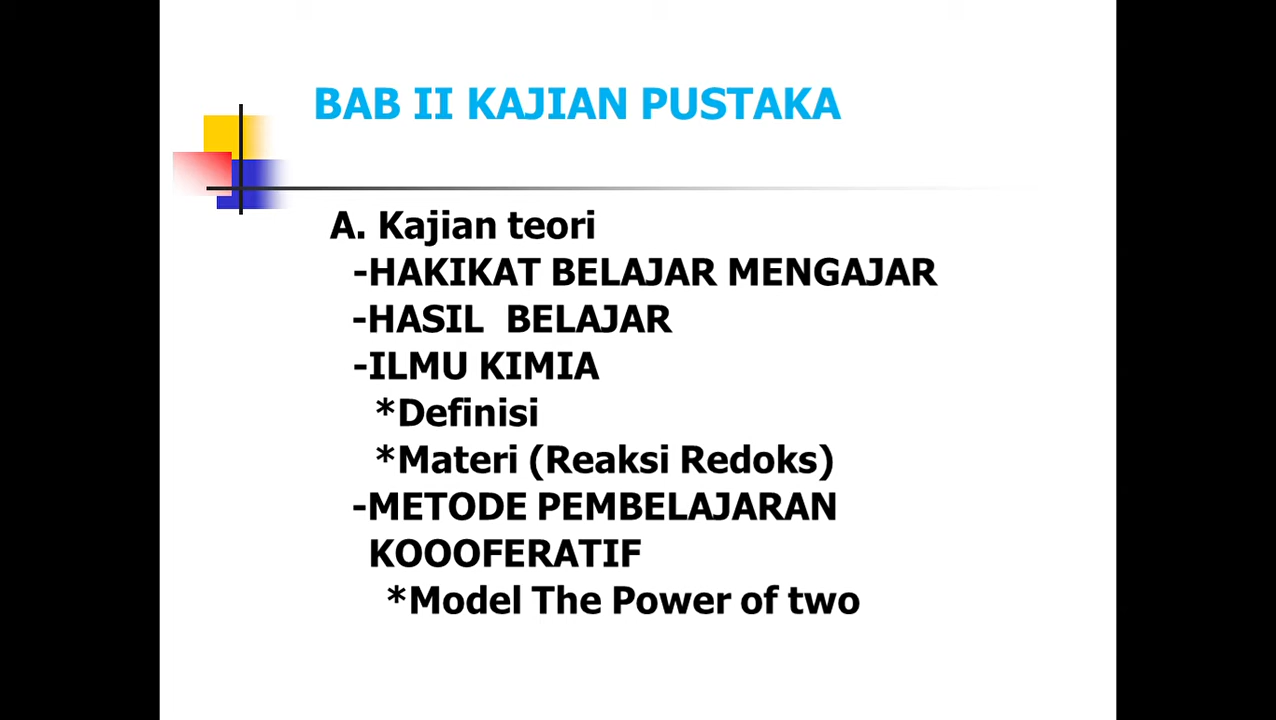 BAB II KAJIAN PUSTAKA
A. Kajian teori
-HAKIKAT BELAJAR MENGAJAR
-HASIL  BELAJAR
-ILMU KIMIA
*Definisi
*Materi (Reaksi Redoks)
-METODE PEMBELAJARAN
KOOOFERATIF
*Model The Power of two